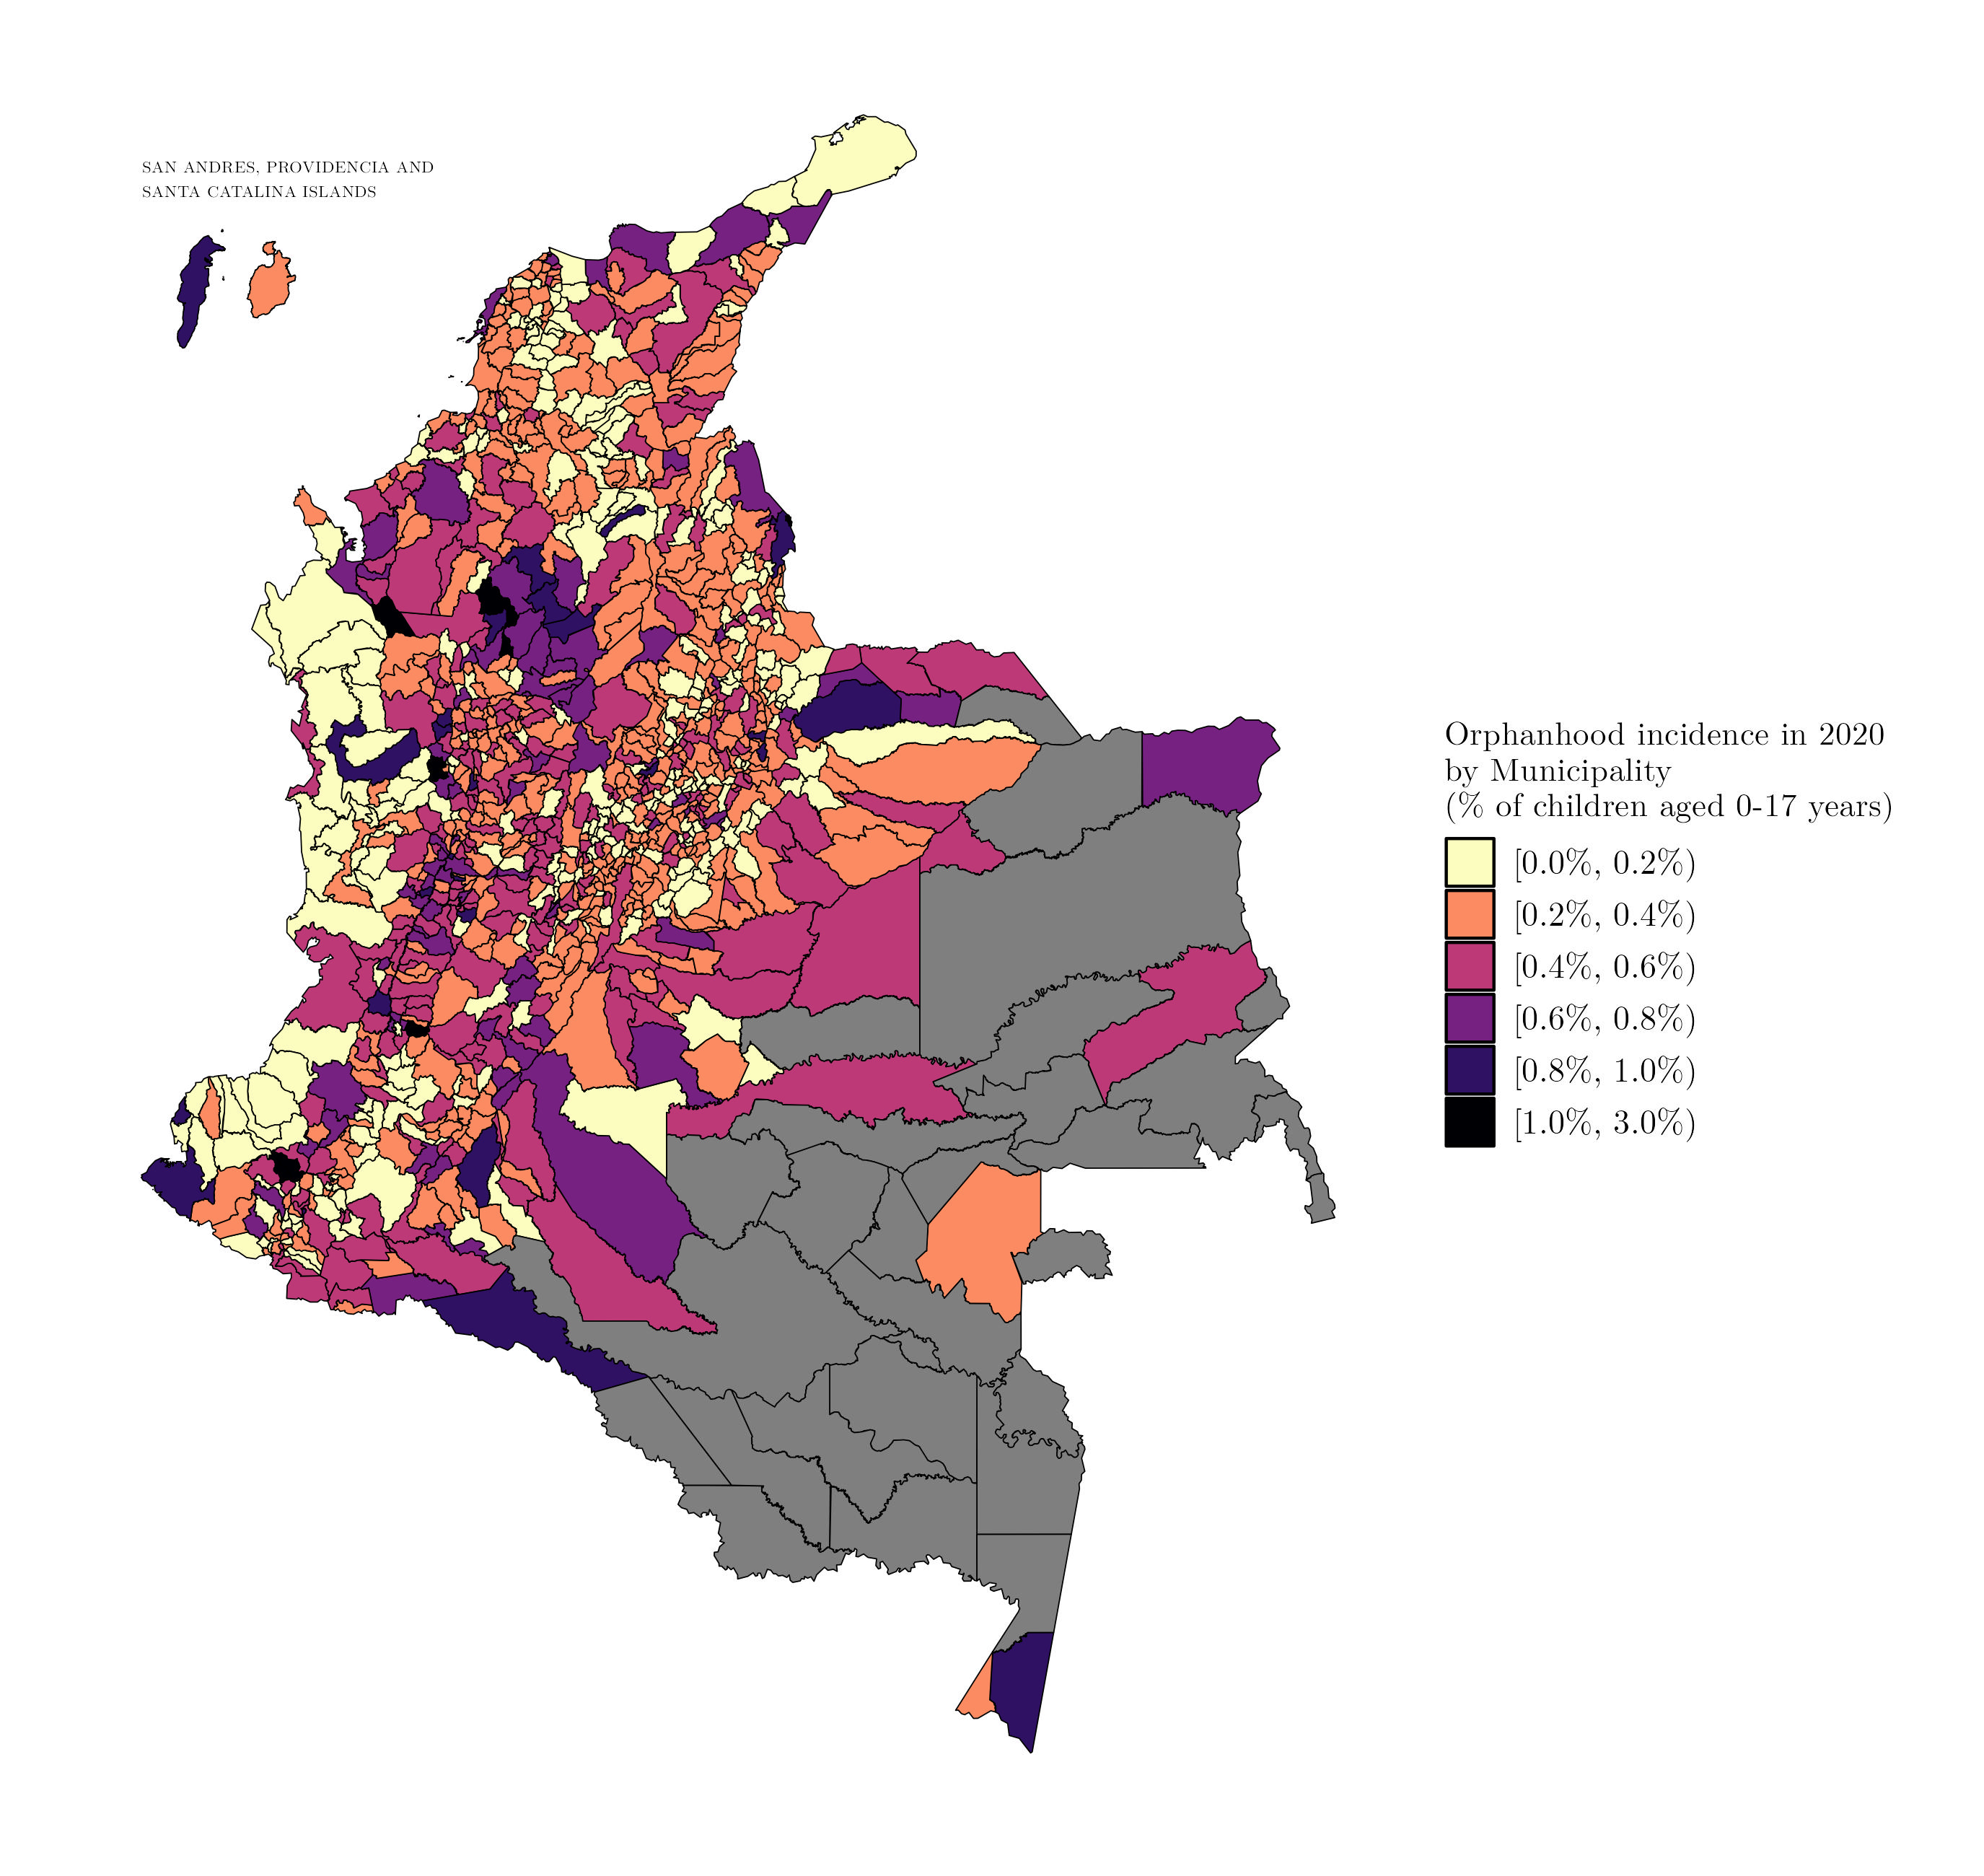 SAN ANDRES, PROVIDENCIA AND
SANTA CATALINA ISLANDS
Orphanhood incidence in 2020
by Municipality
(% of children aged 0-17 years)
[0.0%, 0.2%)
[0.2%, 0.4%)
[0.4%, 0.6%)
[0.6%, 0.8%)
[0.8%, 1.0%)
[1.0%, 3.0%)